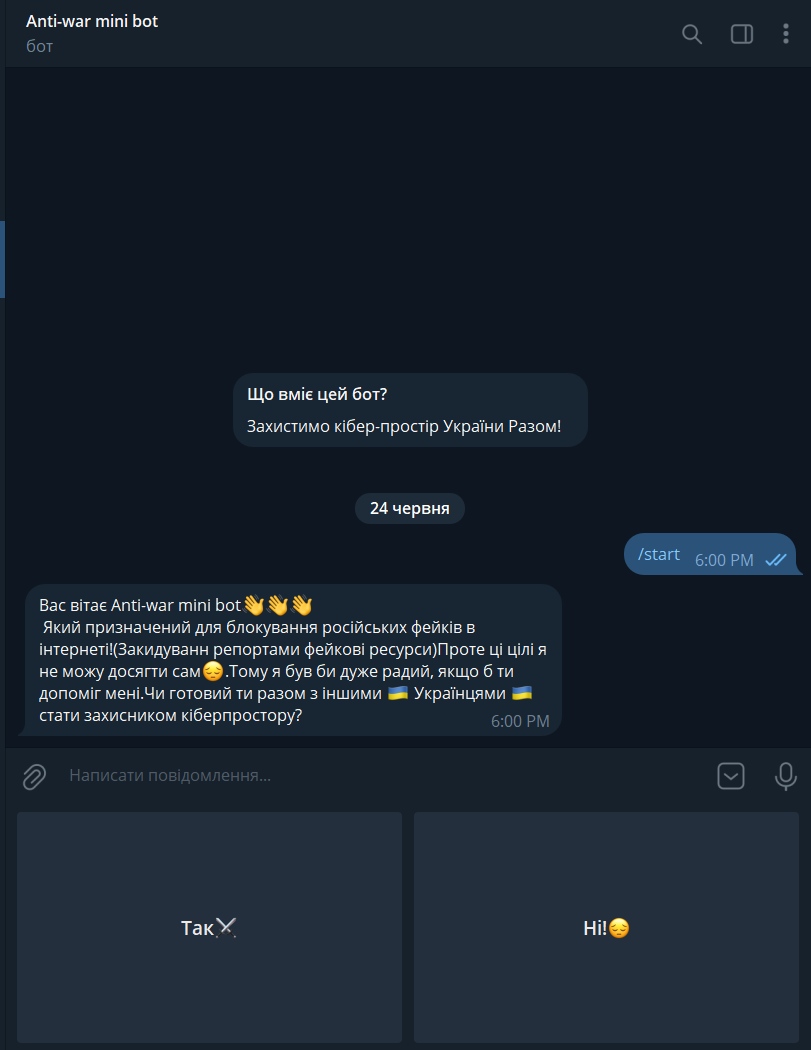 Anti-war mini bot
бот
Що вміє цей бот?
Захистимо кібер-простір України Разом!
24 червня
/start 6:00 PM
Вас вітає Anti-war mini bot👋👋👋
Який призначений для блокування російських фейків в
інтернеті!(Закидуванн репортами фейкові ресурси)Проте ці цілі я
не можу досягти сам😔.Тому я був би дуже радий, якщо б ти
допоміг мені.Чи готовий ти разом з іншими 🇺🇦 Українцями 🇺🇦
стати захисником кіберпростору?
6:00 PM
Написати повідомлення...
Так⚔
Ні!😔